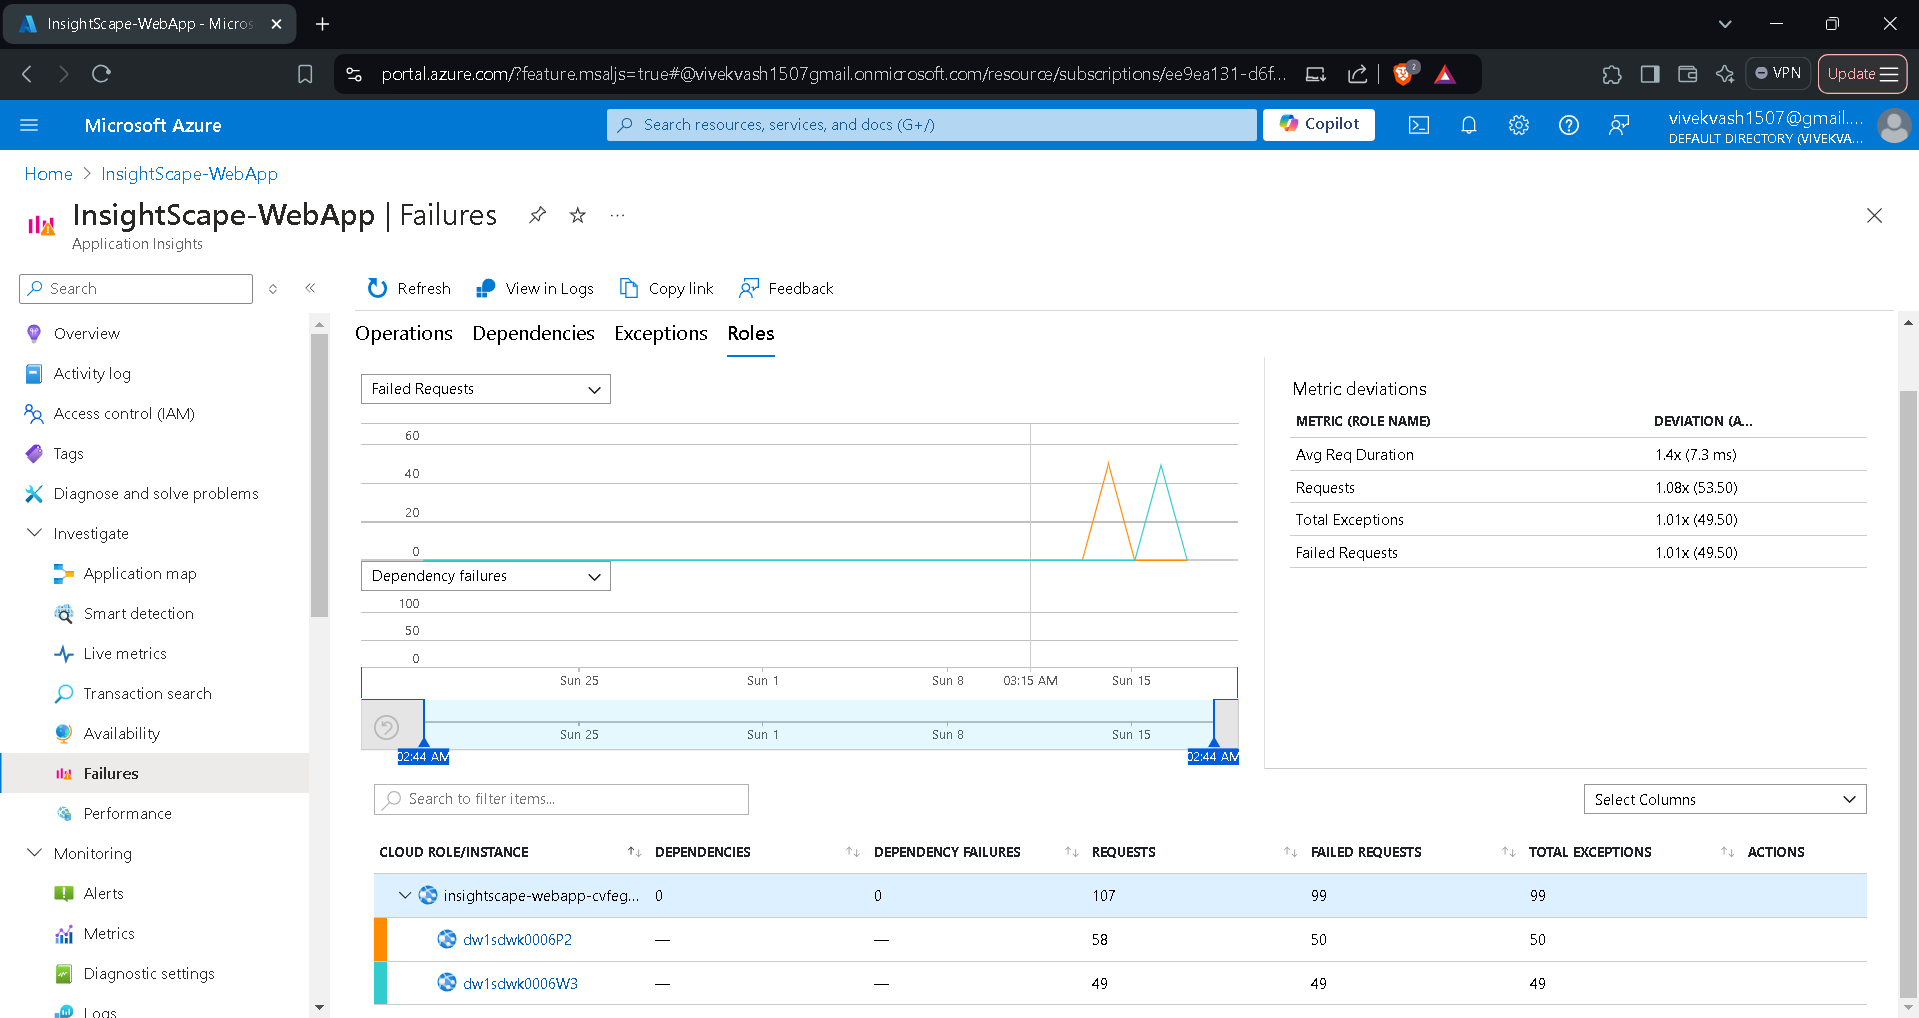 InsightScape-WebApp - Micros
portal.azure.com/?feature.msaljs=true#@vivekvash1507gmail.onmicrosoft.com/resource/subscriptions/ee9ea131-d6f...
2
VPN
Update
Microsoft Azure
Search resources, services, and docs (G+/)
Copilot
vivekvash1507@gmail....
DEFAULT DIRECTORY (VIVEKVA...
Home > InsightScape-WebApp
InsightScape-WebApp | Failures
Application Insights
Search
Refresh
View in Logs
Copy link
Feedback
Overview
Activity log
Access control (IAM)
Tags
Diagnose and solve problems
Investigate
Application map
Smart detection
Live metrics
Transaction search
Availability
Failures
Performance
Monitoring
Alerts
Metrics
Diagnostic settings
Logs
Operations Dependencies Exceptions Roles
Failed Requests
60
40
20
0
Dependency failures
100
50
0
Sun 25 Sun 1 Sun 8 03:15 AM Sun 15
Sun 25 Sun 1 Sun 8 Sun 15
02:44 AM 02:44 AM
Metric deviations
METRIC (ROLE NAME) DEVIATION (A...
Avg Req Duration 1.4x (7.3 ms)
Requests 1.08x (53.50)
Total Exceptions 1.01x (49.50)
Failed Requests 1.01x (49.50)
Search to filter items...
Select Columns
CLOUD ROLE/INSTANCE DEPENDENCIES DEPENDENCY FAILURES REQUESTS FAILED REQUESTS TOTAL EXCEPTIONS ACTIONS
insightscape-webapp-cvfeg... 0 0 107 99 99
dw1sdwk0006P2 — — 58 50 50
dw1sdwk0006W3 — — 49 49 49